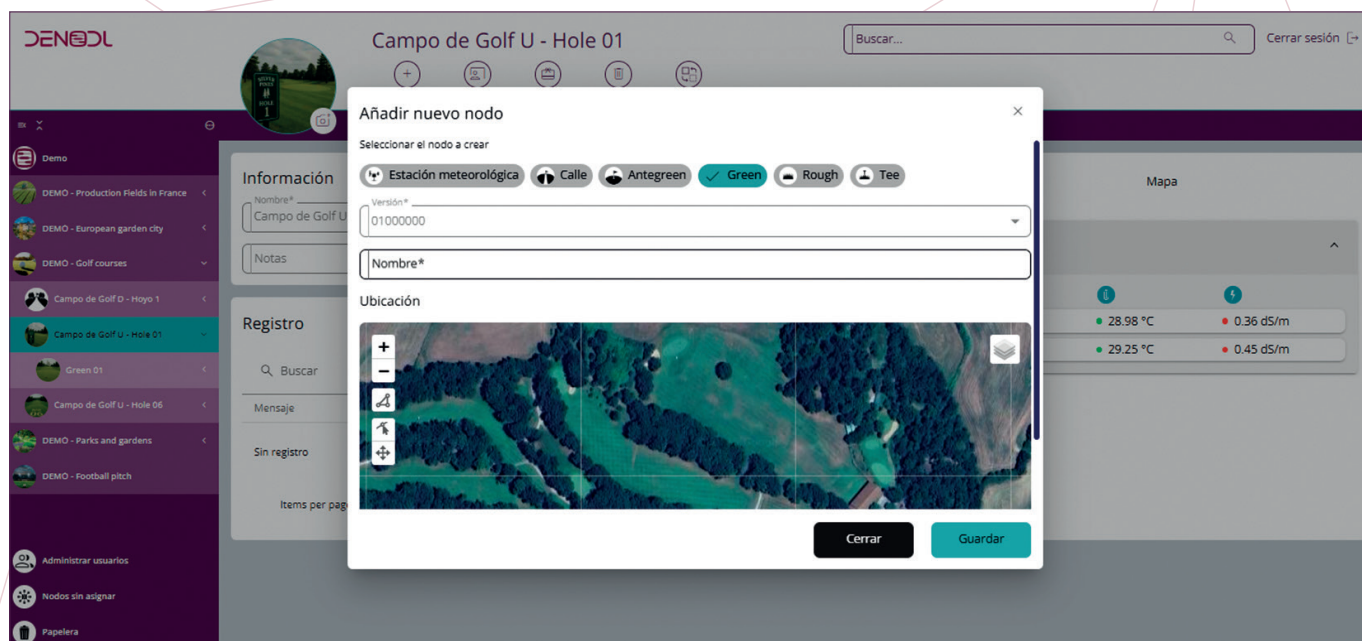 DENODL
Campo de Golf U - Hole 01
Buscar...
Cerrar sesión
Demo
DEMO - Production Fields in France
DEMO - European garden city
DEMO - Golf courses
Campo de Golf D - Hoyo 1
Campo de Golf U - Hole 01
Green 01
Campo de Golf U - Hole 06
DEMO - Parks and gardens
DEMO - Football pitch
Administrar usuarios
Nodos sin asignar
Papelera
Información
Nombre*
Campo de Golf U
Notas
Registro
Buscar
Mensaje
Sin registro
Items per pag
Añadir nuevo nodo
Seleccionar el nodo a crear
Estación meteorológica Calle Antegreen Green Rough Tee
Versión*
01000000
Nombre*
Ubicación
Cerrar Guardar
Mapa
28.98 °C 0.36 dS/m
29.25 °C 0.45 dS/m